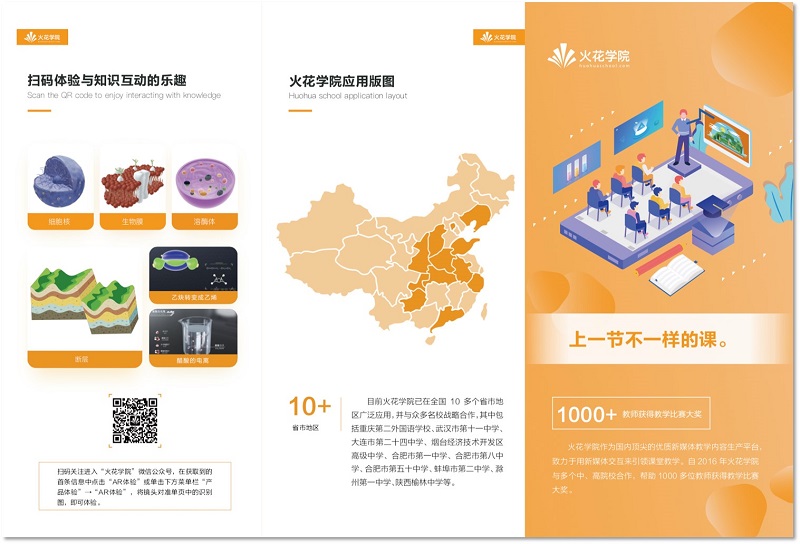 火花学院
扫码体验与知识互动的乐趣
Scan the QR code to enjoy interacting with knowledge
细胞核
生物膜
溶酶体
断层
乙炔转变成乙烯
醋酸的电离
扫码关注进入“火花学院”微信公众号，在获取到的
首条信息中点击“AR体验”或单击下方菜单栏“产
品体验”→“AR体验”，将镜头对准单页中的识别
图，即可体验。
火花学院
火花学院应用版图
Huohua school application layout
10+
省市地区
目前火花学院已在全国 10 多个省市地
区广泛应用，并与众多名校战略合作，其中包
括重庆第二外国语学校、武汉市第十一中学、
大连市第二十四中学、烟台经济技术开发区
高级中学、合肥市第一中学、合肥市第八中
学、合肥市第五十中学、蚌埠市第二中学、滁
州第一中学、陕西榆林中学等。
火花学院
huohuaschool.com
上一节不一样的课。
1000+ 教师获得教学比赛大奖
火花学院作为国内顶尖的优质新媒体教学内容生产平台，
致力于用新媒体交互来引领课堂教学。自 2016 年火花学院
与多个中、高院校合作，帮助 1000 多位教师获得教学比赛
大奖。